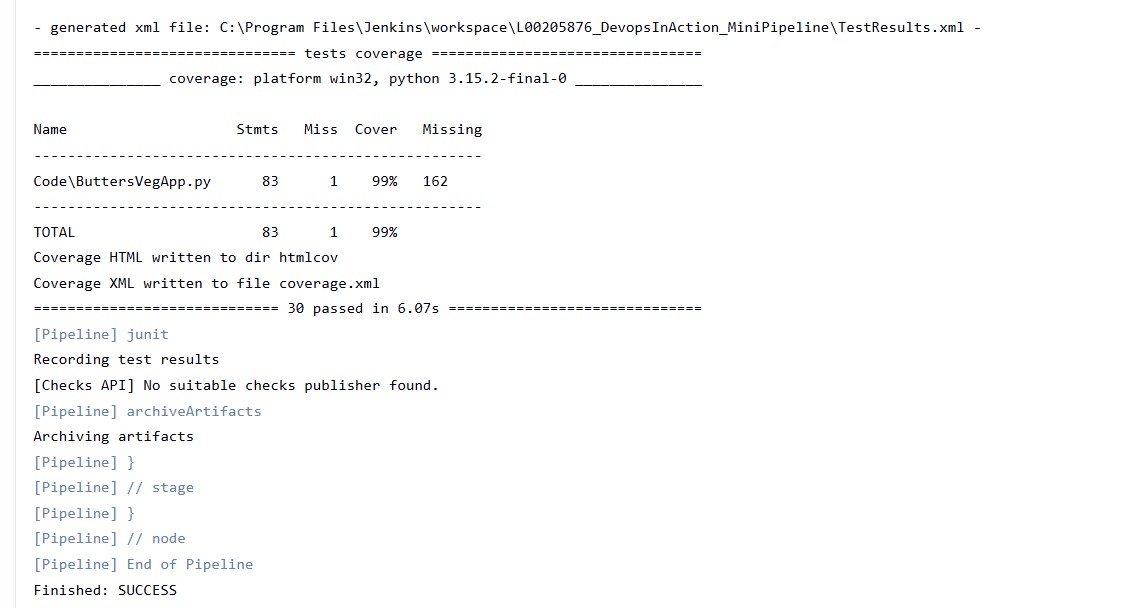 - generated xml file: C:\Program Files\Jenkins\workspace\L00205876_DevopsInAction_MiniPipeline\TestResults.xml -
=============================== tests coverage ================================
_______________ coverage: platform win32, python 3.15.2-final-0 _______________
Name                    Stmts   Miss  Cover   Missing
-----------------------------------------------------
Code\ButtersVegApp.py      83      1    99%   162
-----------------------------------------------------
TOTAL                      83      1    99%
Coverage HTML written to dir htmlcov
Coverage XML written to file coverage.xml
============================= 30 passed in 6.07s ==============================
[Pipeline] junit
Recording test results
[Checks API] No suitable checks publisher found.
[Pipeline] archiveArtifacts
Archiving artifacts
[Pipeline] }
[Pipeline] // stage
[Pipeline] }
[Pipeline] // node
[Pipeline] End of Pipeline
Finished: SUCCESS